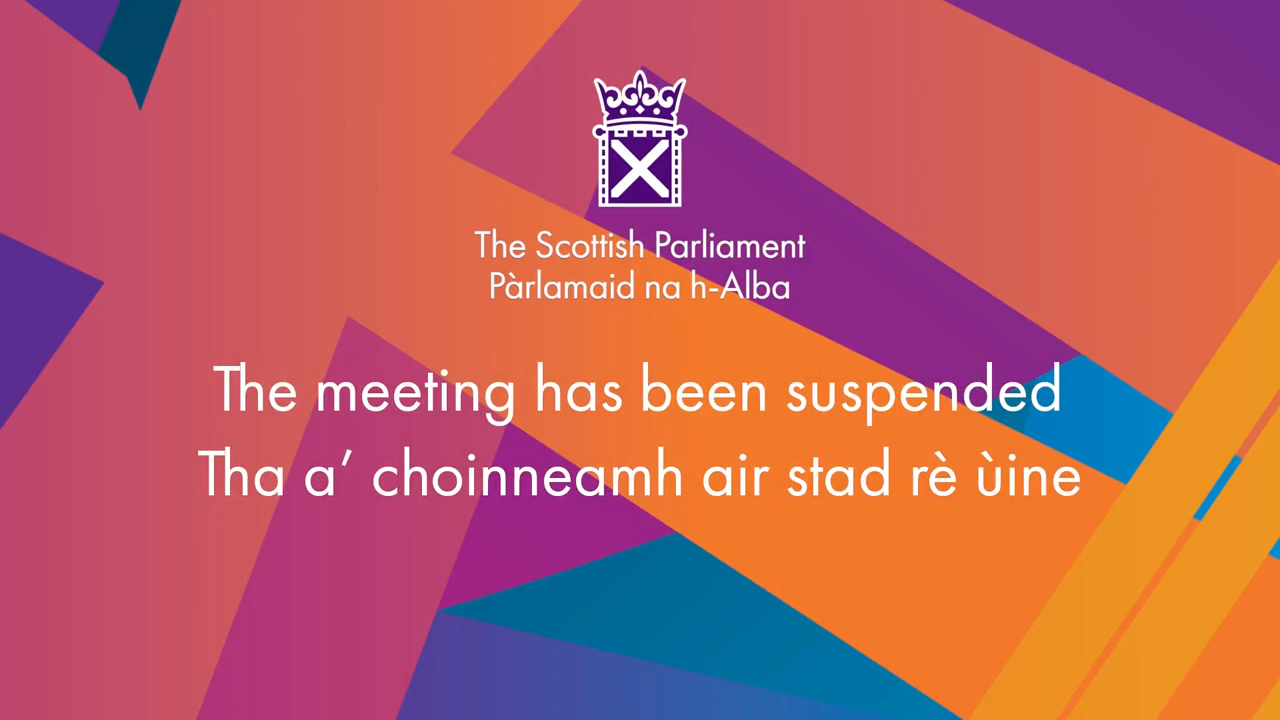 The Scottish Parliament
Pàrlamaid na h-Alba
The meeting has been suspended
Tha a’ choinneamh air stad rè ùine